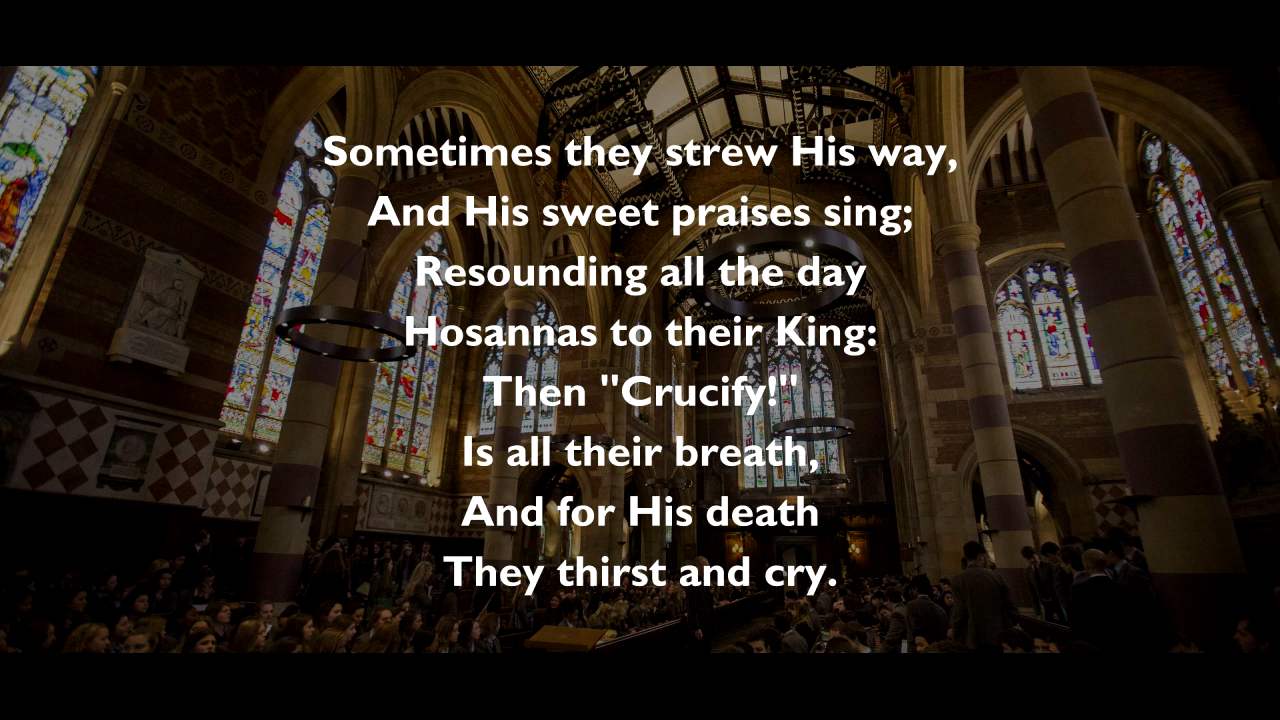 Sometimes they strew His way,
And His sweet praises sing;
Resounding all the day
Hosannas to their King:
Then "Crucify!"
Is all their breath,
And for His death
They thirst and cry.